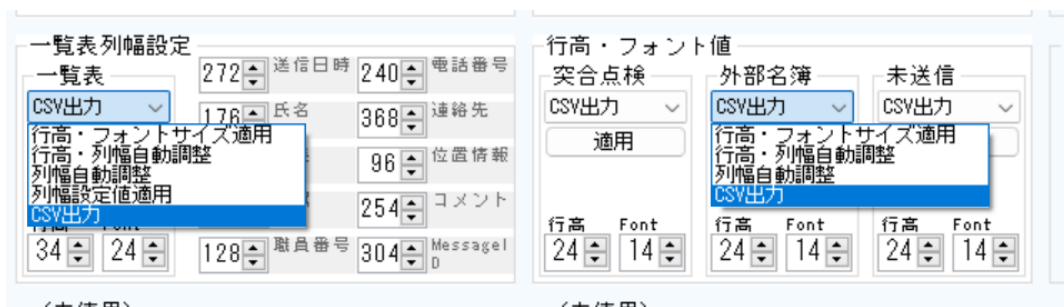 一覧表列幅設定
一覧表
CSV出力
行高・フォントサイズ適用
行高・列幅自動調整
列幅自動調整
列幅設定値適用
CSV出力
行高 Font
34 24
272 送信日時
176 氏名
128 職員番号
240 電話番号
368 連絡先
96 位置情報
254 コメント
304 MessageID
行高・フォント値
突合点検
CSV出力
適用
行高 Font
24 14
外部名簿
CSV出力
行高・フォントサイズ適用
行高・列幅自動調整
列幅自動調整
CSV出力
行高 Font
24 14
未送信
CSV出力
行高 Font
24 14